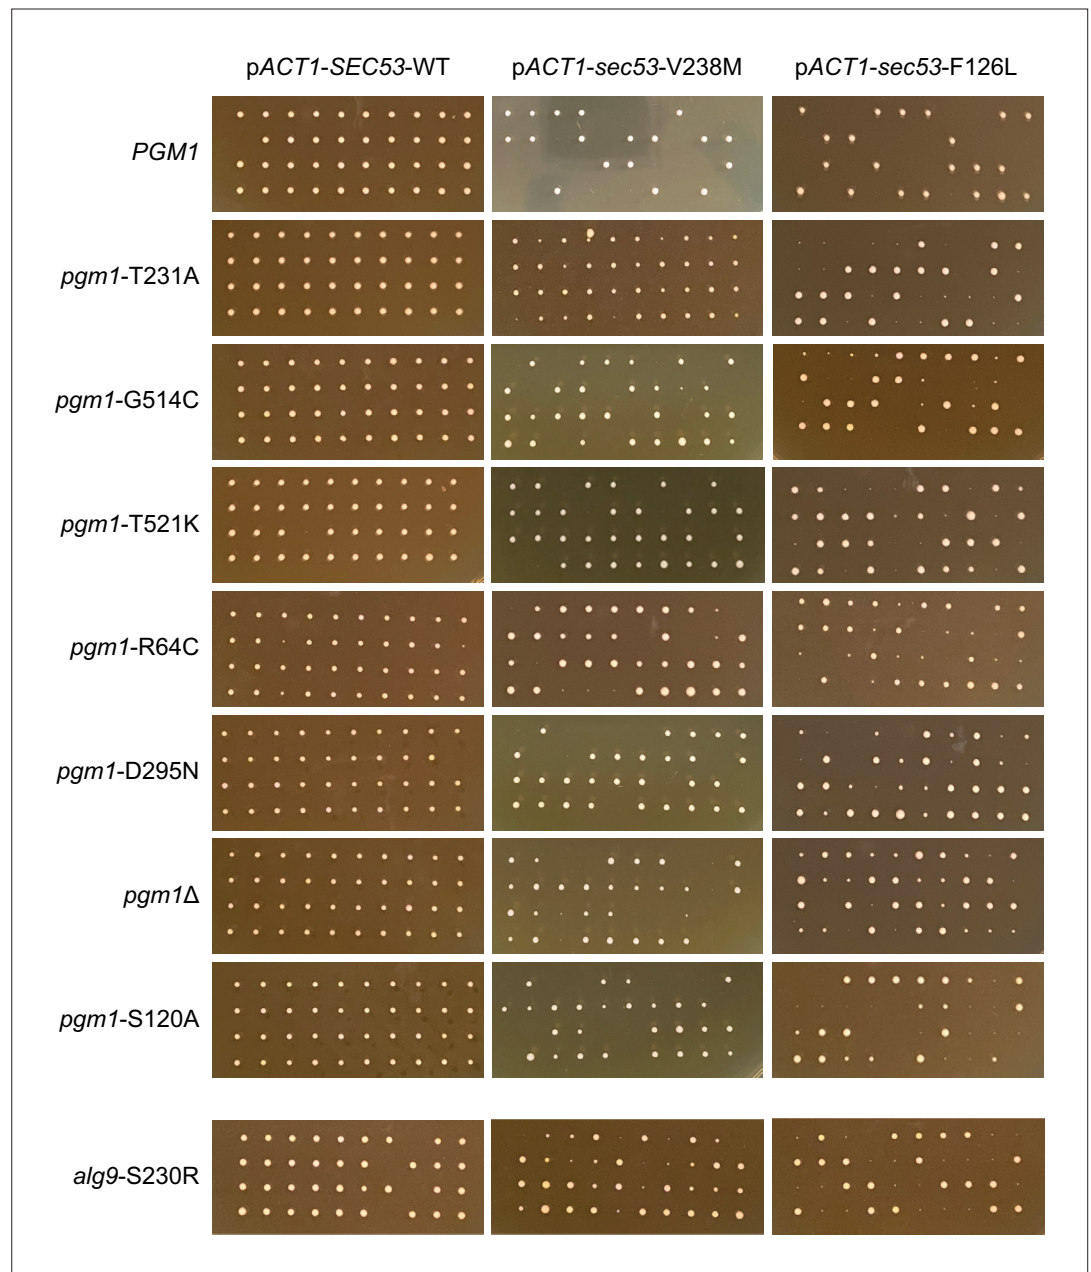 pACT1-SEC53-WT pACT1-sec53-V238M pACT1-sec53-F126L
PGM1
pgm1-T231A
pgm1-G514C
pgm1-T521K
pgm1-R64C
pgm1-D295N
pgm1Δ
pgm1-S120A
alg9-S230R